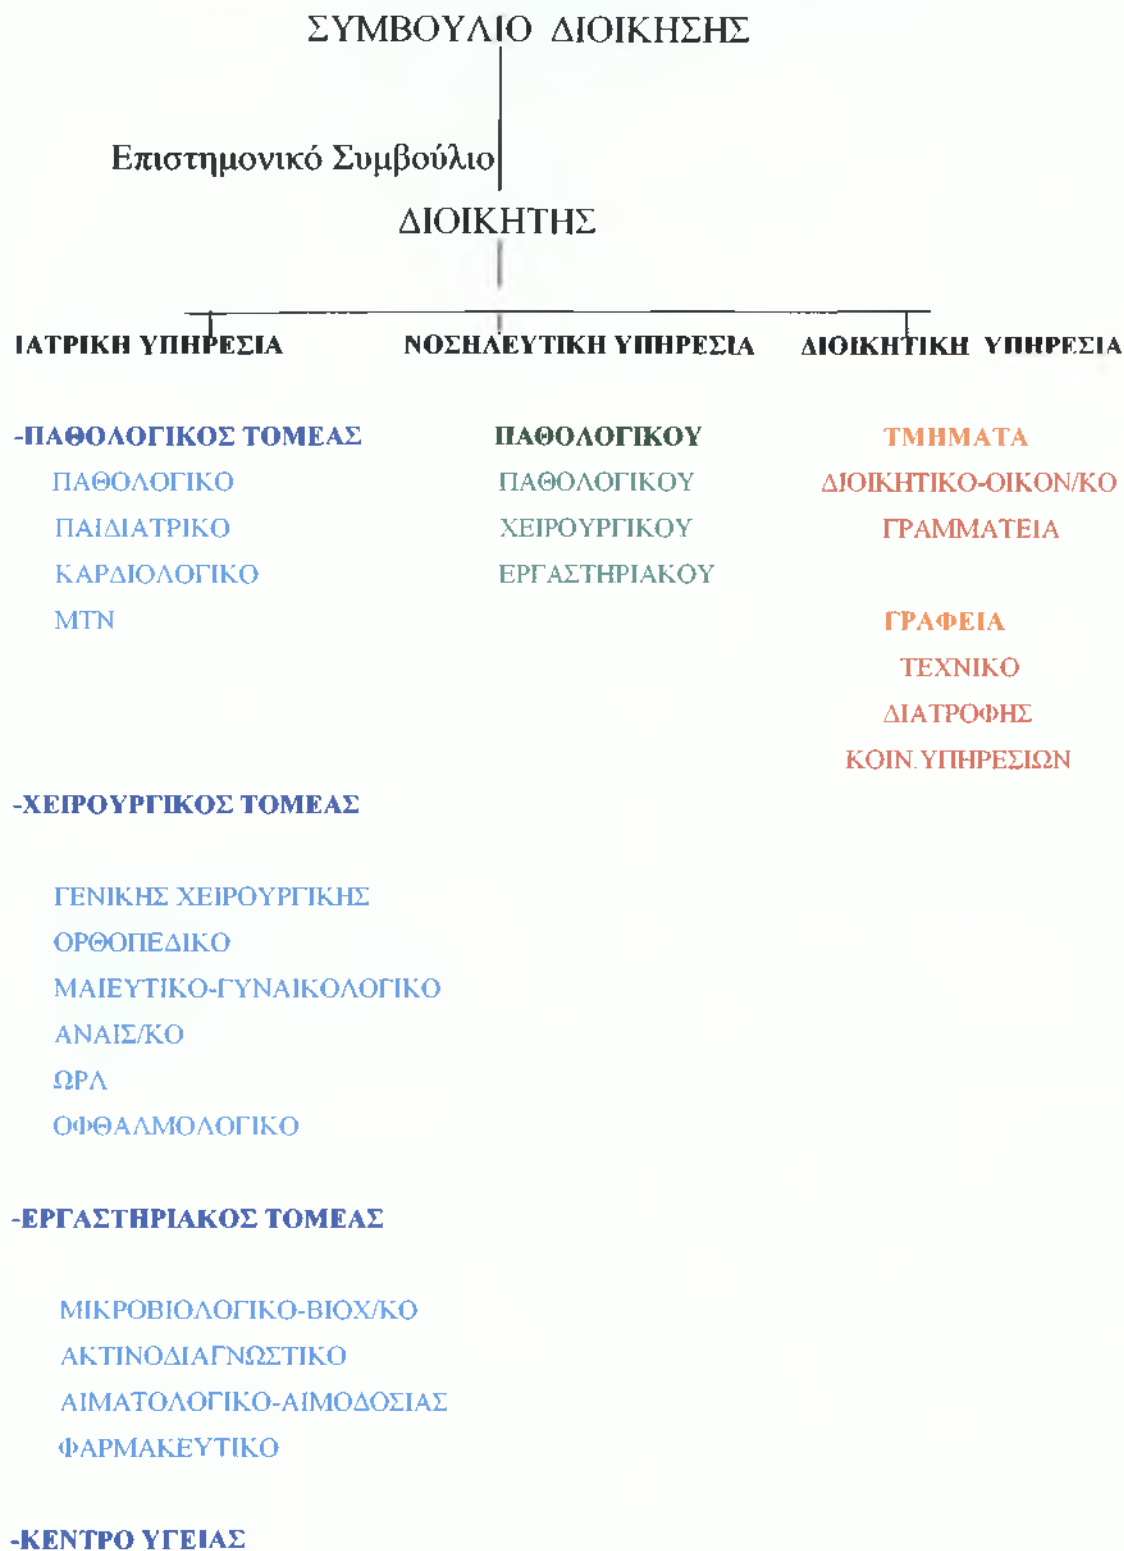 ΣΥΜΒΟΥΛΙΟ ΔΙΟΙΚΗΣΗΣ
Επιστημονικό Συμβούλιο
ΔΙΟΙΚΗΤΗΣ
ΙΑΤΡΙΚΗ ΥΠΗΡΕΣΙΑ
ΝΟΣΗΛΕΥΤΙΚΗ ΥΠΗΡΕΣΙΑ
ΔΙΟΙΚΗΤΙΚΗ ΥΠΗΡΕΣΙΑ
-ΠΑΘΟΛΟΓΙΚΟΣ ΤΟΜΕΑΣ
ΠΑΘΟΛΟΓΙΚΟ
ΠΑΙΔΙΑΤΡΙΚΟ
ΚΑΡΔΙΟΛΟΓΙΚΟ
ΜΤΝ
-ΧΕΙΡΟΥΡΓΙΚΟΣ ΤΟΜΕΑΣ
ΓΕΝΙΚΗΣ ΧΕΙΡΟΥΡΓΙΚΗΣ
ΟΡΘΟΠΕΔΙΚΟ
ΜΑΙΕΥΤΙΚΟ-ΓΥΝΑΙΚΟΛΟΓΙΚΟ
ΑΝΑΙΣ/ΚΟ
ΩΡΛ
ΟΦΘΑΛΜΟΛΟΓΙΚΟ
-ΕΡΓΑΣΤΗΡΙΑΚΟΣ ΤΟΜΕΑΣ
ΜΙΚΡΟΒΙΟΛΟΓΙΚΟ-ΒΙΟΧ/ΚΟ
ΑΚΤΙΝΟΔΙΑΓΝΩΣΤΙΚΟ
ΑΙΜΑΤΟΛΟΓΙΚΟ-ΑΙΜΟΔΟΣΙΑΣ
ΦΑΡΜΑΚΕΥΤΙΚΟ
-ΚΕΝΤΡΟ ΥΓΕΙΑΣ
ΠΑΘΟΛΟΓΙΚΟΥ
ΠΑΘΟΛΟΓΙΚΟΥ
ΧΕΙΡΟΥΡΓΙΚΟΥ
ΕΡΓΑΣΤΗΡΙΑΚΟΥ
ΤΜΗΜΑΤΑ
ΔΙΟΙΚΗΤΙΚΟ-ΟΙΚΟΝ/ΚΟ
ΓΡΑΜΜΑΤΕΙΑ
ΓΡΑΦΕΙΑ
ΤΕΧΝΙΚΟ
ΔΙΑΤΡΟΦΗΣ
ΚΟΙΝ.ΥΠΗΡΕΣΙΩΝ